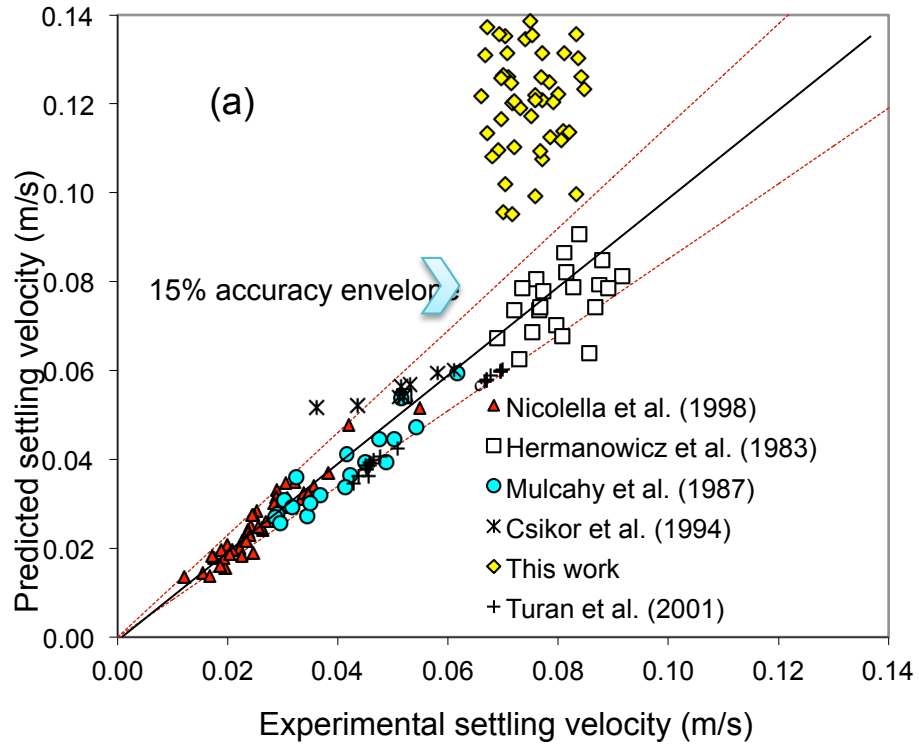 0.14
0.12
0.10
0.08
0.06
0.04
0.02
0.00
Predicted settling velocity (m/s)
(a)
15% accuracy envelope
Nicolella et al. (1998)
Hermanowicz et al. (1983)
Mulcahy et al. (1987)
Csikor et al. (1994)
This work
Turan et al. (2001)
0.00 0.02 0.04 0.06 0.08 0.10 0.12 0.14
Experimental settling velocity (m/s)